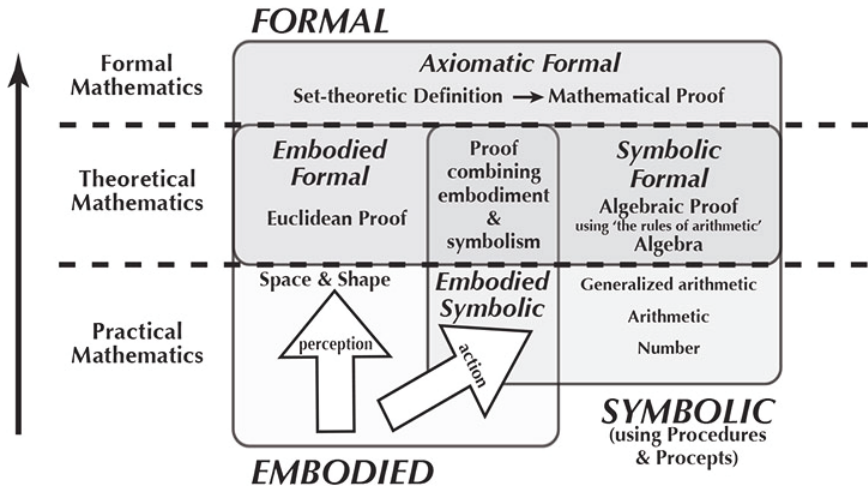 FORMAL
Formal
Mathematics
Axiomatic Formal
Set-theoretic Definition → Mathematical Proof
Theoretical
Mathematics
Embodied
Formal
Euclidean Proof
Proof
combining
embodiment
&
symbolism
Symbolic
Formal
Algebraic Proof
using ‘the rules of arithmetic’
Algebra
Practical
Mathematics
Space & Shape
perception
Embodied
Symbolic
action
Generalized arithmetic
Arithmetic
Number
SYMBOLIC
(using Procedures
& Procepts)
EMBODIED